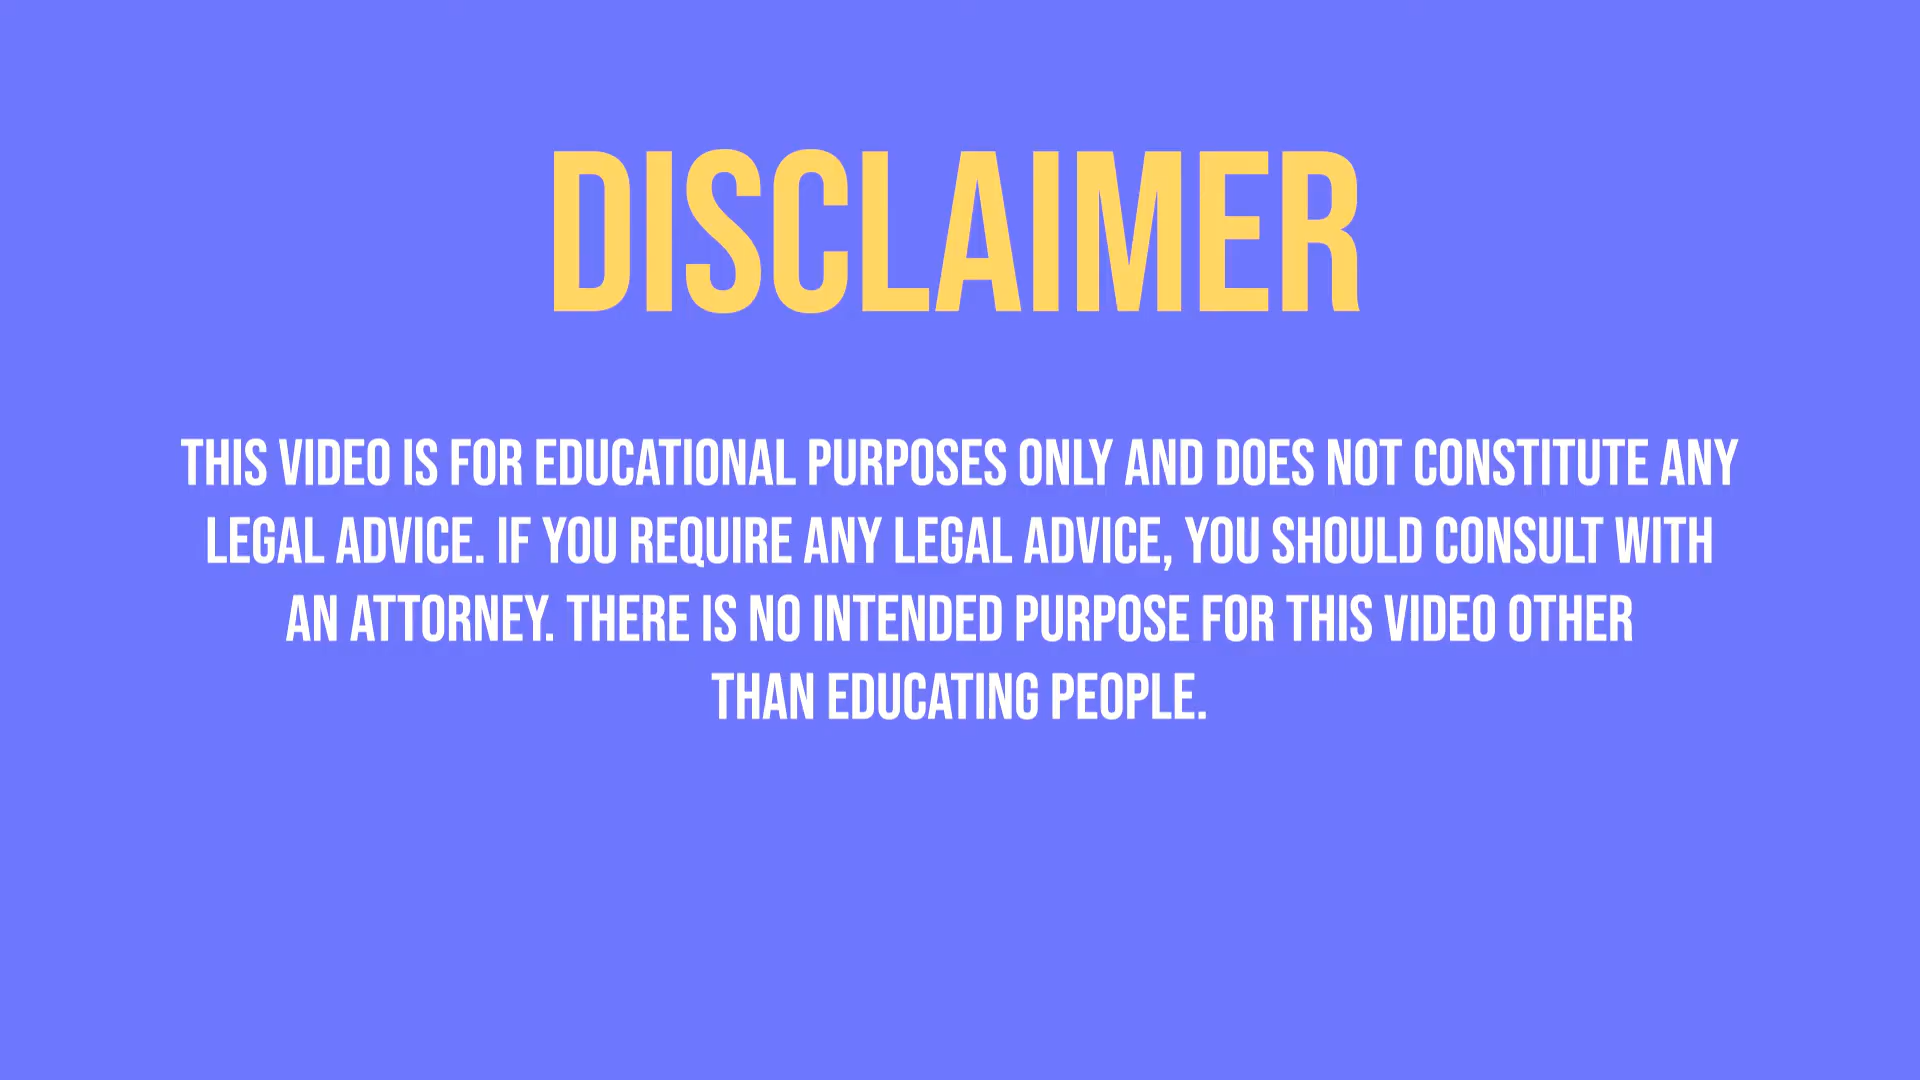 DISCLAIMER
THIS VIDEO IS FOR EDUCATIONAL PURPOSES ONLY AND DOES NOT CONSTITUTE ANY
LEGAL ADVICE. IF YOU REQUIRE ANY LEGAL ADVICE, YOU SHOULD CONSULT WITH
AN ATTORNEY. THERE IS NO INTENDED PURPOSE FOR THIS VIDEO OTHER
THAN EDUCATING PEOPLE.